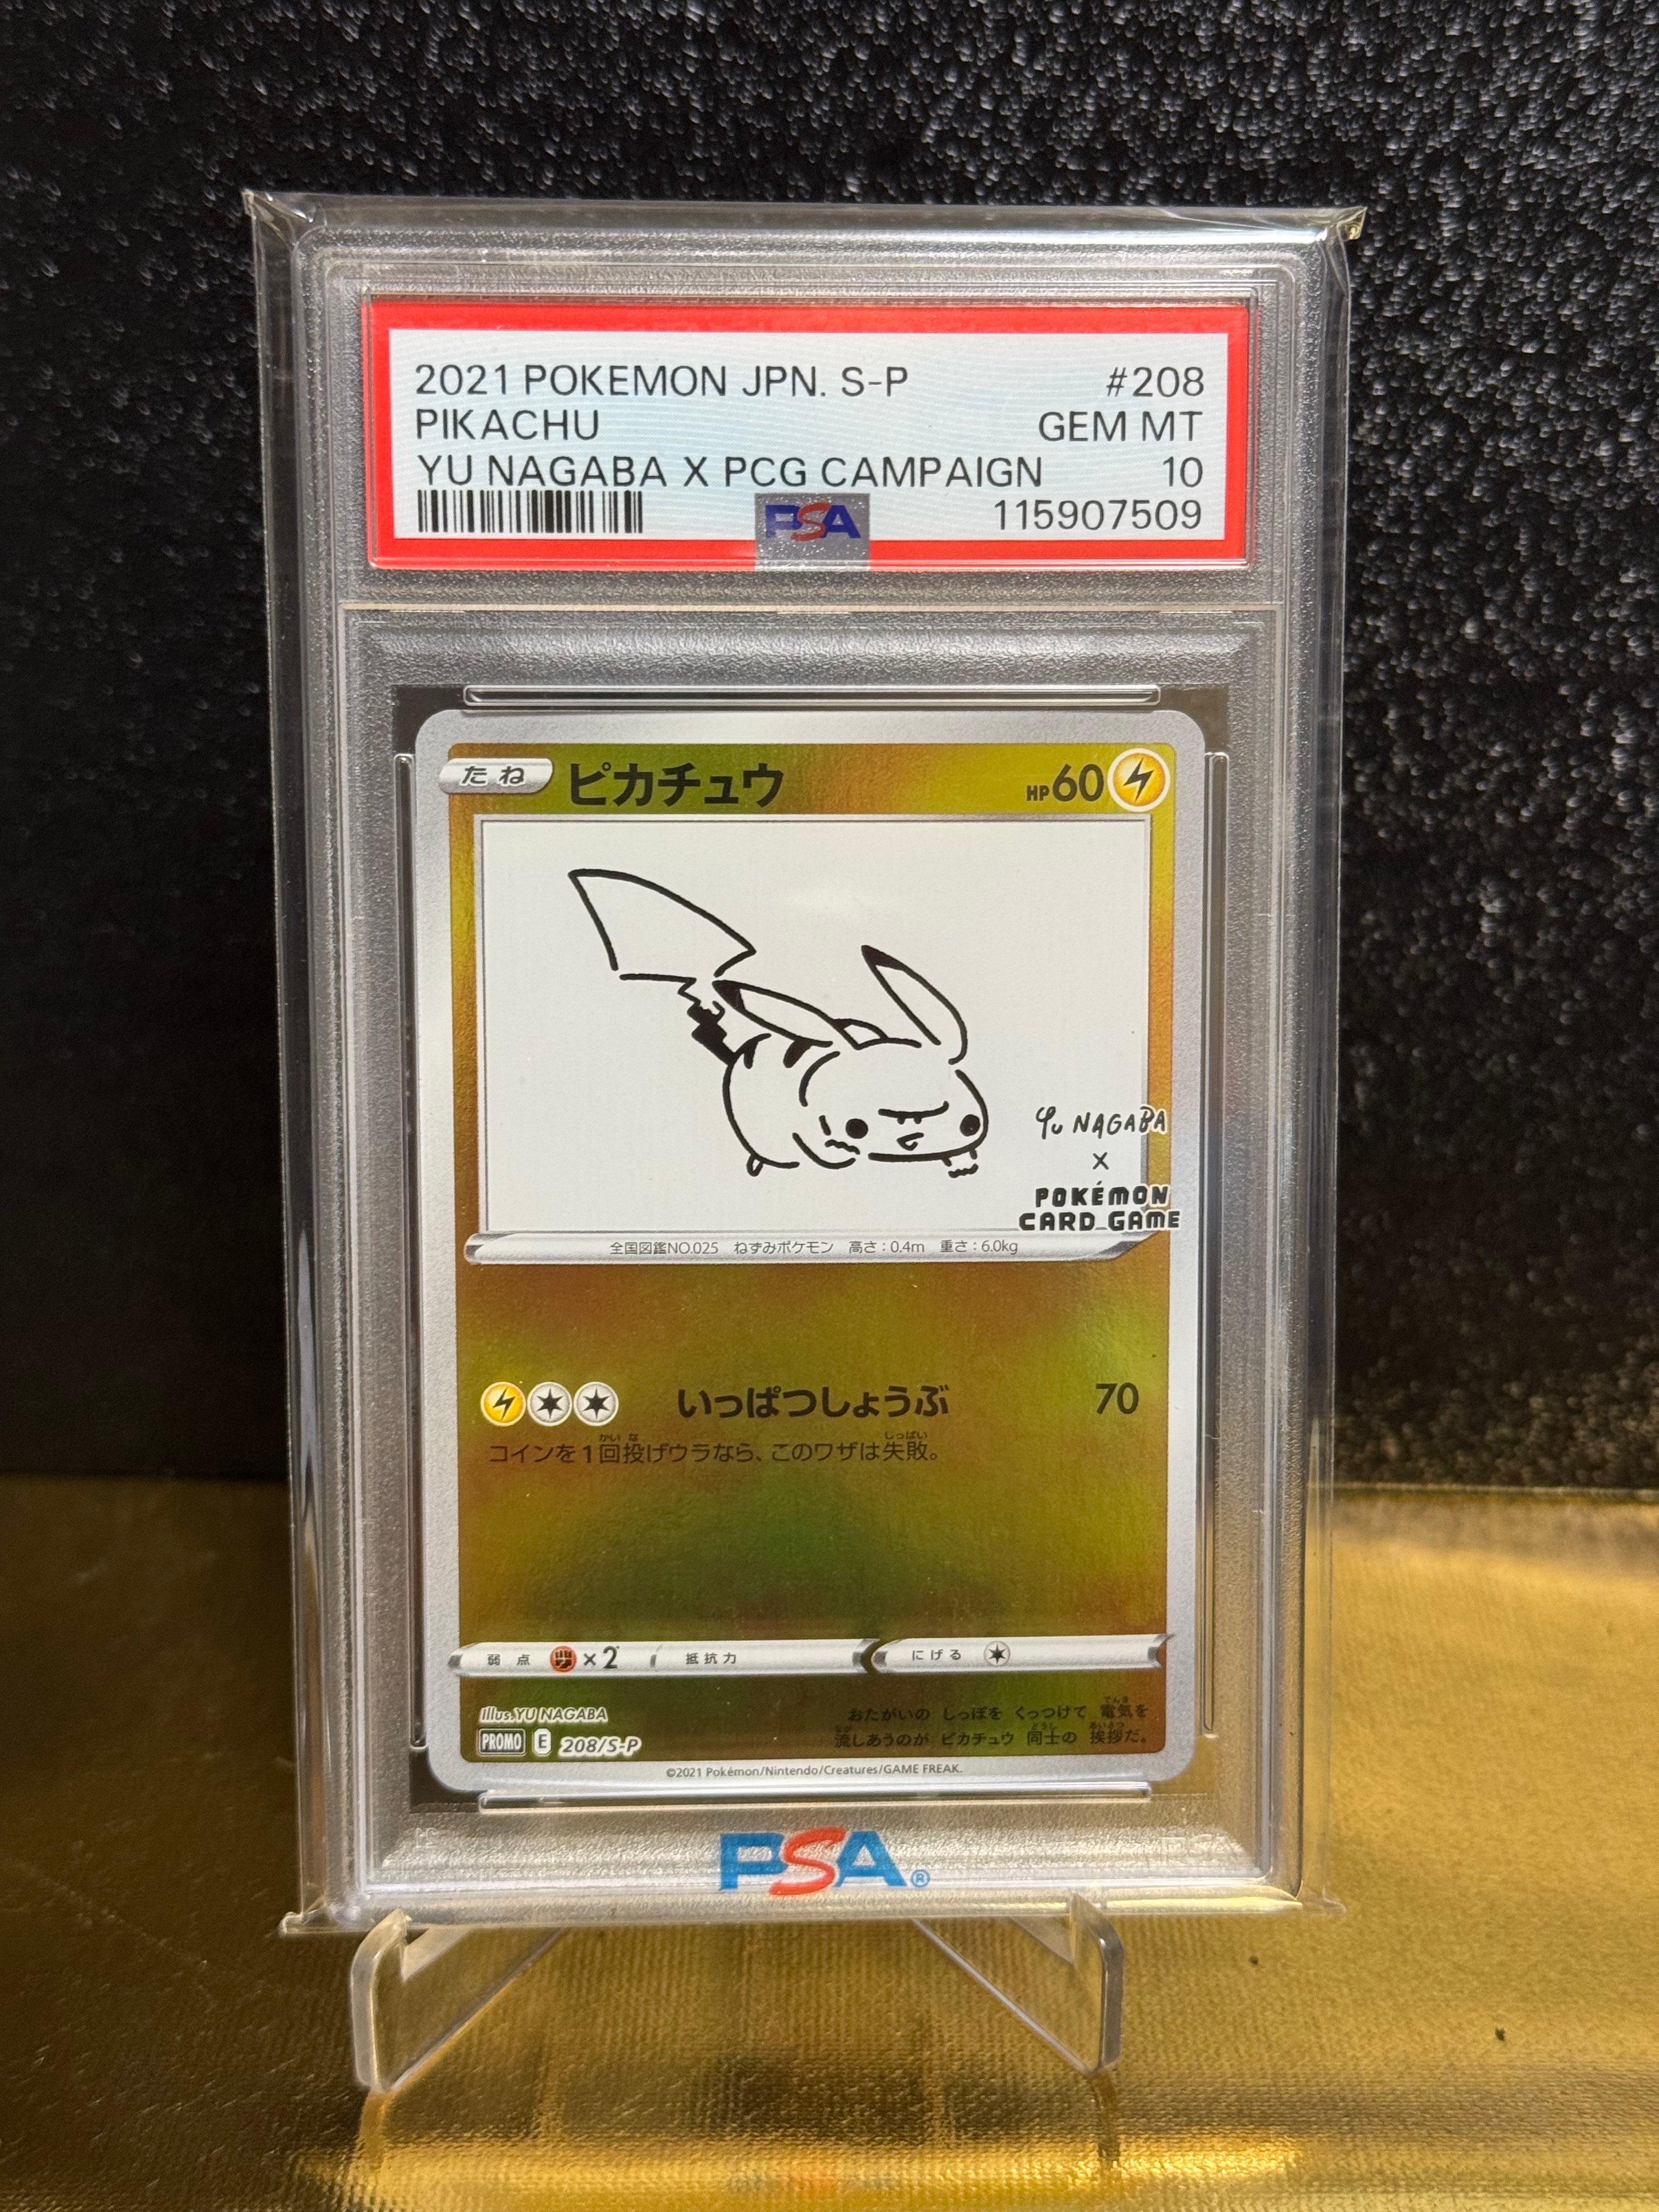 2021 POKEMON JPN. S-P #208
PIKACHU GEM MT
YU NAGABA X PCG CAMPAIGN 10
PSA 115907509
たね ピカチュウ HP60
Yu NAGABA
×
POKÉMON
CARD GAME
全国図鑑NO.025 ねずみポケモン 高さ:0.4m 重さ:6.0kg
いっぱつしょうぶ 70
コインを1回投げウラなら、このワザは失敗。
弱点 ×2 抵抗力 にげる
Illus.YU NAGABA
PROMO E 208/S-P
おたがいの しっぽを くっつけて 電気を
流しあうのが ピカチュウ 同士の 挨拶だ。
©2021 Pokémon/Nintendo/Creatures/GAME FREAK.
PSA®